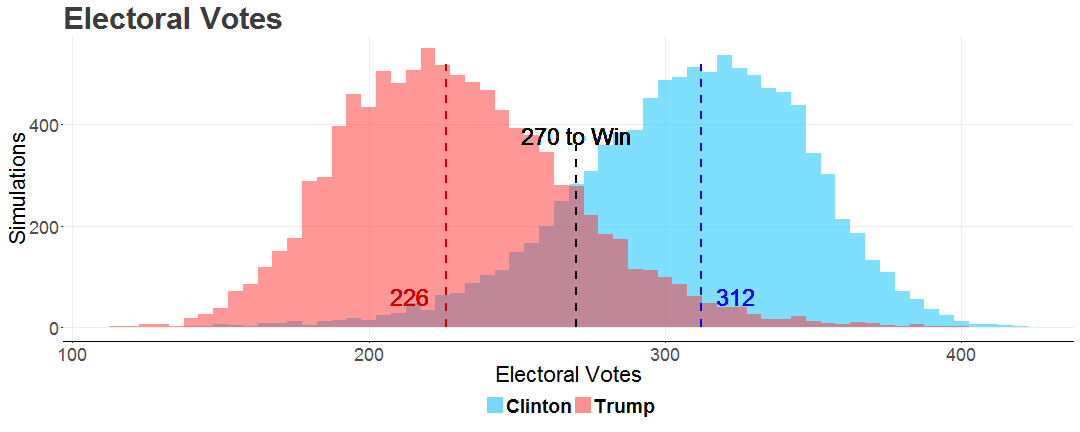 Electoral Votes
Simulations
400
200
0
270 to Win
226
312
100
200
300
400
Electoral Votes
Clinton
Trump